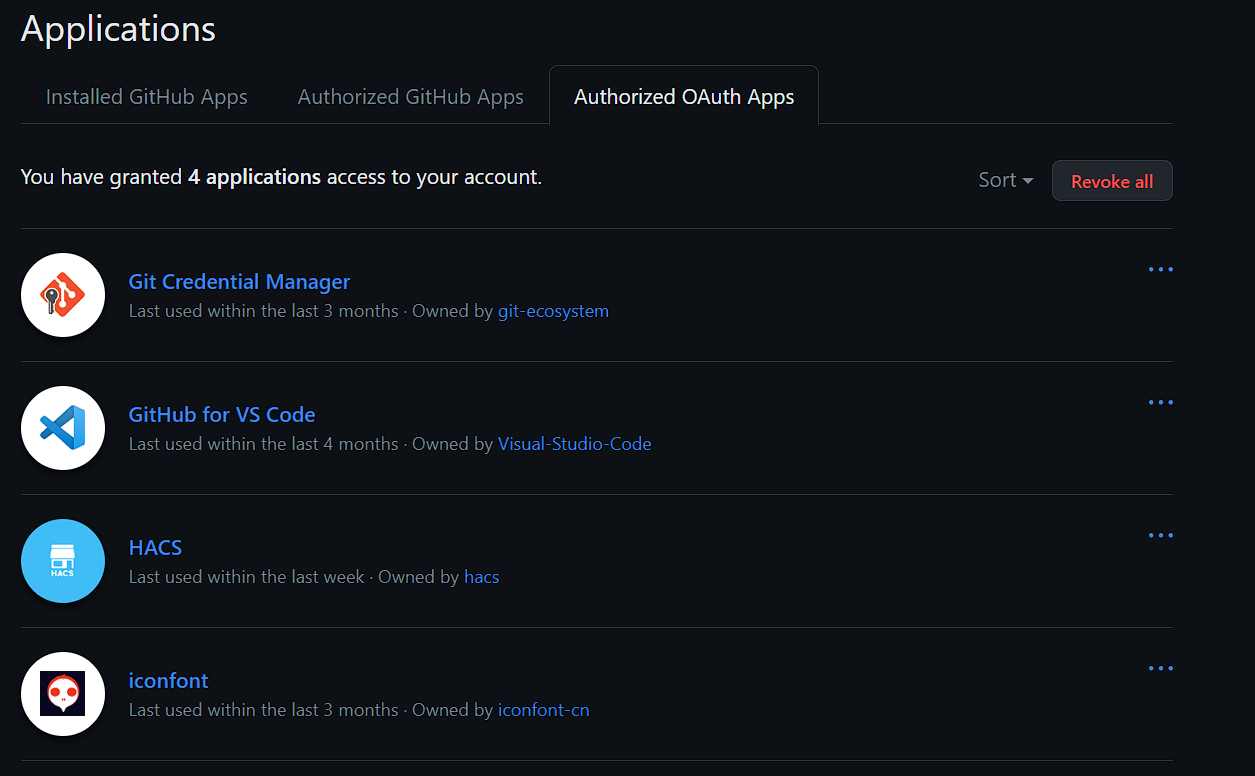 Applications
Installed GitHub Apps Authorized GitHub Apps Authorized OAuth Apps
You have granted 4 applications access to your account. Sort Revoke all
Git Credential Manager
Last used within the last 3 months · Owned by git-ecosystem
GitHub for VS Code
Last used within the last 4 months · Owned by Visual-Studio-Code
HACS
HACS
Last used within the last week · Owned by hacs
iconfont
Last used within the last 3 months · Owned by iconfont-cn